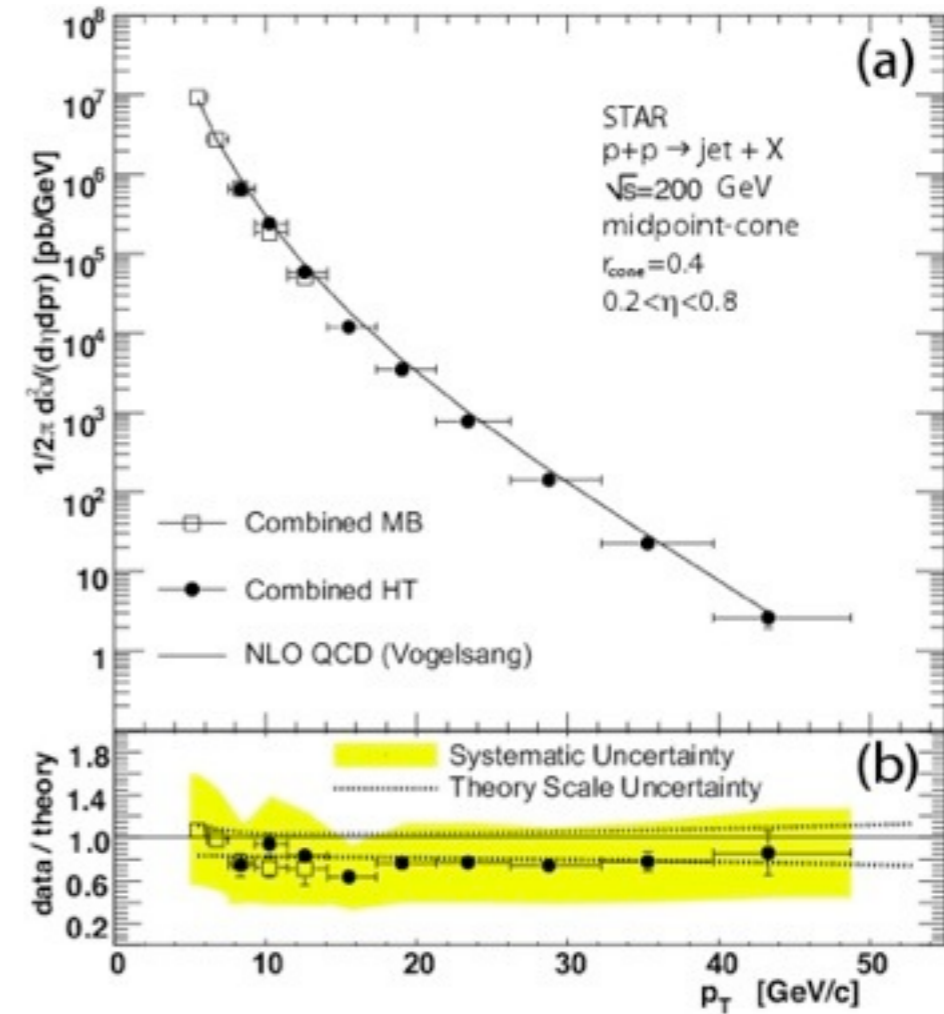 10⁸
(a)
10⁷
10⁶
10⁵
10⁴
10³
10²
10
1
1/2π d²σ/(dηdpT) [pb/GeV]
STAR
p+p → jet + X
√s=200 GeV
midpoint-cone
r_cone=0.4
0.2<η<0.8
Combined MB
Combined HT
NLO QCD (Vogelsang)
(b)
1.8
1.4
1.0
0.6
0.2
data / theory
Systematic Uncertainty
Theory Scale Uncertainty
0 10 20 30 40 50
p_T [GeV/c]